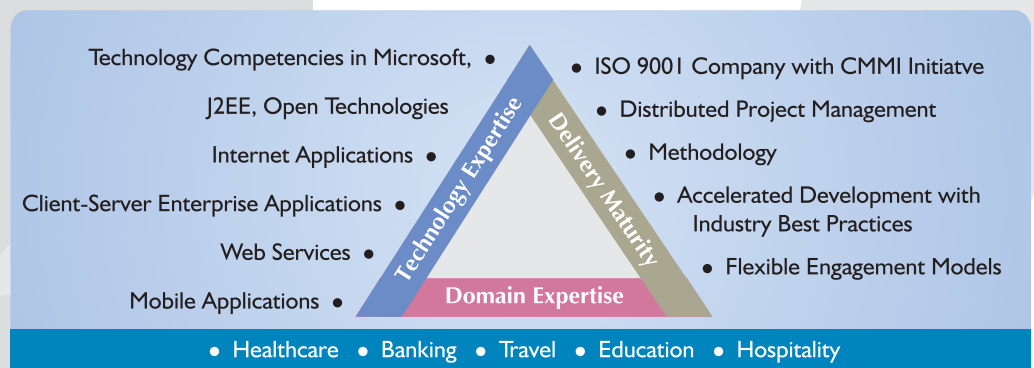 Technology Competencies in Microsoft, •
J2EE, Open Technologies
Internet Applications •
Client-Server Enterprise Applications •
Web Services •
Mobile Applications •
Technology Expertise
Delivery Maturity
Domain Expertise
• ISO 9001 Company with CMMI Initiatve
• Distributed Project Management
• Methodology
• Accelerated Development with
Industry Best Practices
• Flexible Engagement Models
• Healthcare • Banking • Travel • Education • Hospitality